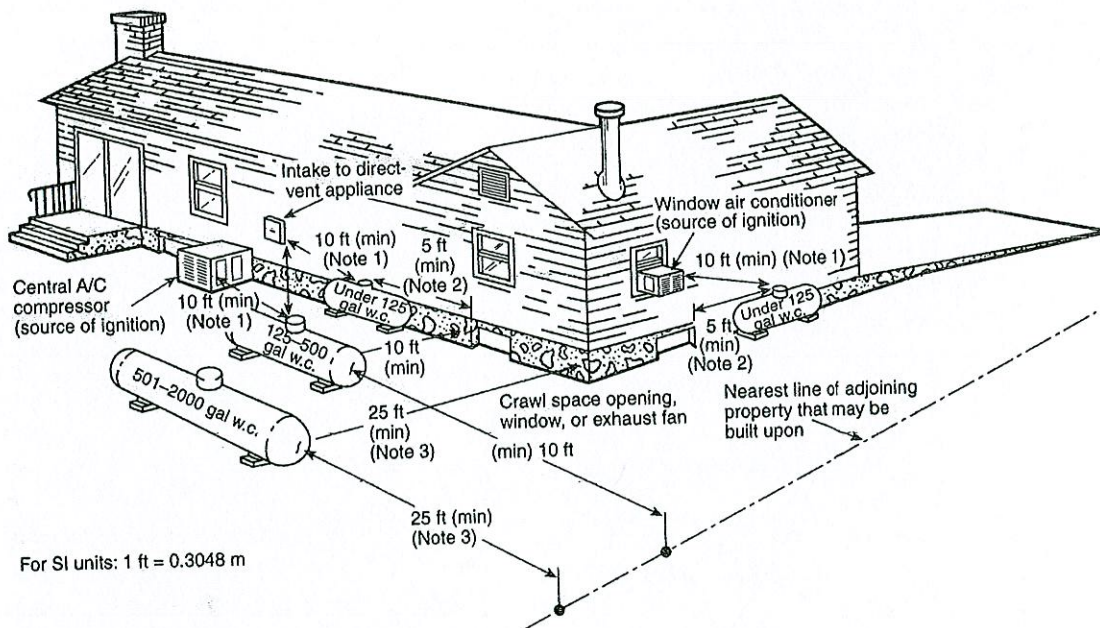 Intake to direct-
vent appliance
Window air conditioner
(source of ignition)
10 ft (min)
(Note 1)
5 ft
(min)
(Note 2)
10 ft (min) (Note 1)
Central A/C
compressor
(source of ignition)
10 ft (min)
(Note 1)
Under 125
gal w.c.
Under 125
gal w.c.
125–500
gal w.c.
10 ft
(min)
5 ft
(min)
(Note 2)
501–2000 gal w.c.
25 ft
(min)
(Note 3)
Crawl space opening,
window, or exhaust fan
Nearest line of adjoining
property that may be
built upon
(min) 10 ft
25 ft (min)
(Note 3)
For SI units: 1 ft = 0.3048 m